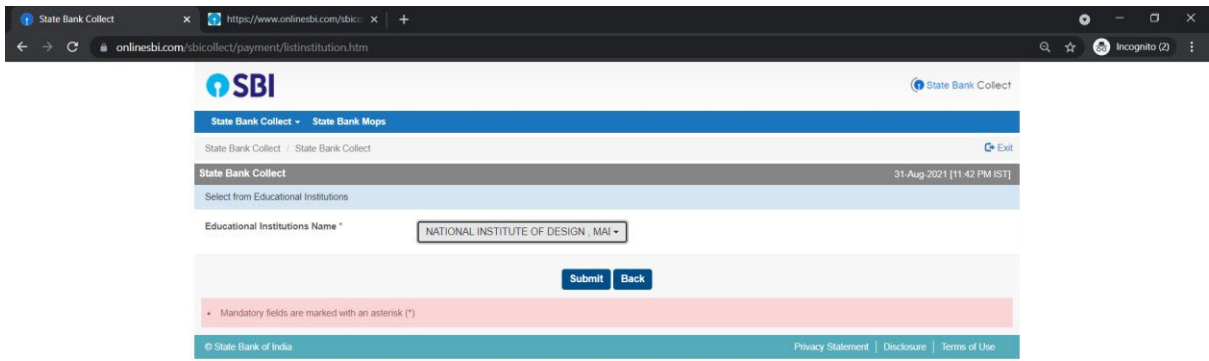 State Bank Collect
https://www.onlinesbi.com/sbico
onlinesbi.com/sbicollect/payment/listinstitution.htm
Incognito (2)
SBI
State Bank Collect
State Bank Collect State Bank Mops
State Bank Collect / State Bank Collect
Exit
State Bank Collect
31-Aug-2021 [11:42 PM IST]
Select from Educational Institutions
Educational Institutions Name *
NATIONAL INSTITUTE OF DESIGN , MAI
Submit Back
Mandatory fields are marked with an asterisk (*)
© State Bank of India
Privacy Statement | Disclosure | Terms of Use